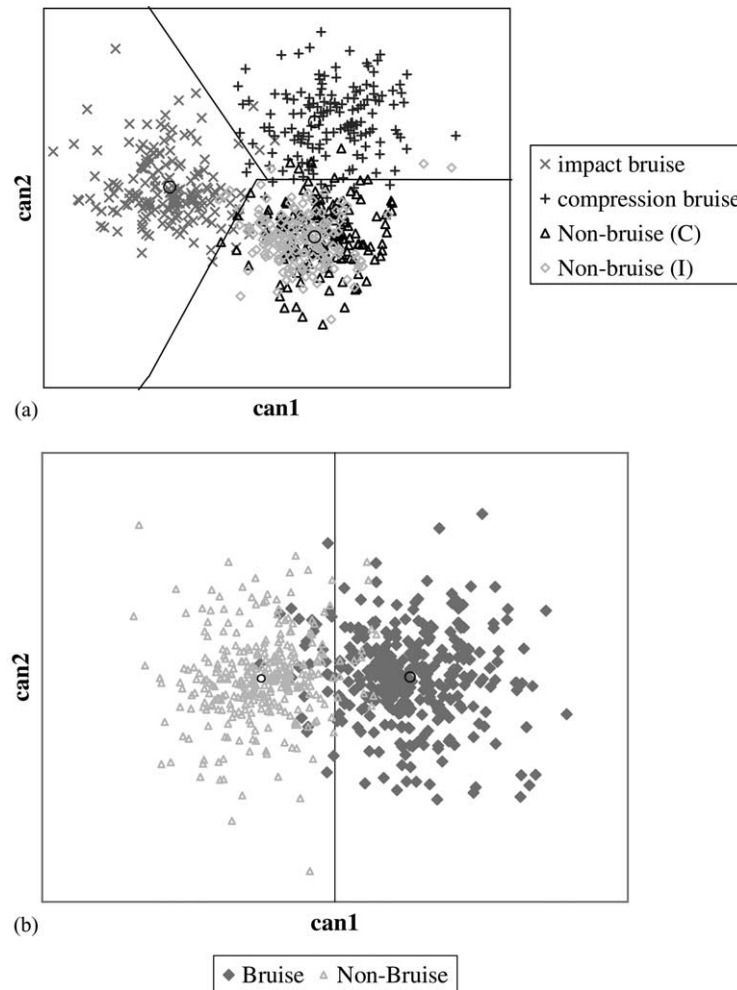 can2
× impact bruise
+ compression bruise
Non-bruise (C)
Non-bruise (I)
(a)
can1
can2
(b)
can1
Bruise Non-Bruise